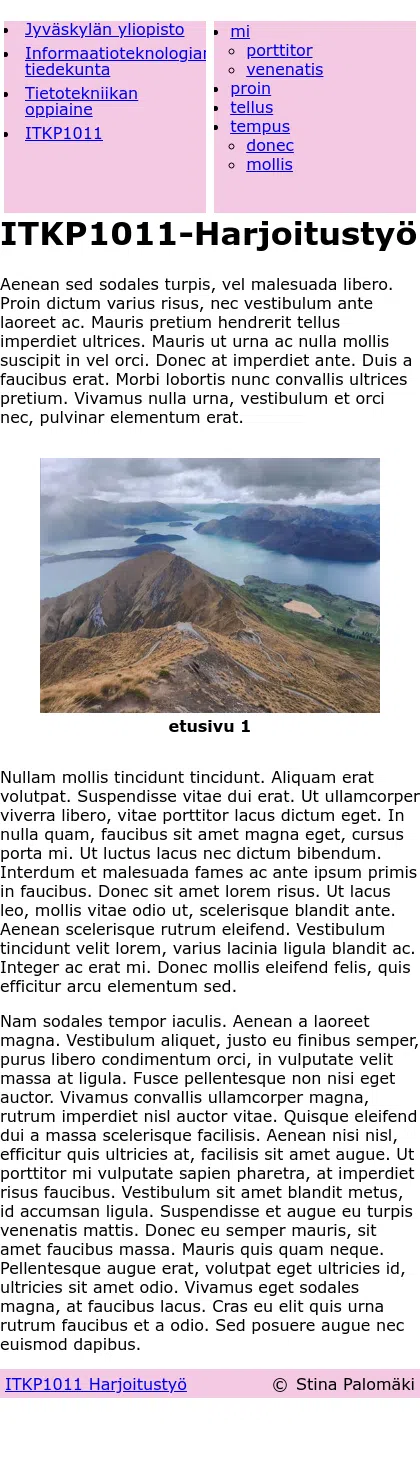 Jyväskylän yliopisto
Informaatioteknologian
tiedekunta
Tietotekniikan
oppiaine
ITKP1011
mi
porttitor
venenatis
proin
tellus
tempus
donec
mollis
ITKP1011-Harjoitustyö
Aenean sed sodales turpis, vel malesuada libero.
Proin dictum varius risus, nec vestibulum ante
laoreet ac. Mauris pretium hendrerit tellus
imperdiet ultrices. Mauris ut urna ac nulla mollis
suscipit in vel orci. Donec at imperdiet ante. Duis a
faucibus erat. Morbi lobortis nunc convallis ultrices
pretium. Vivamus nulla urna, vestibulum et orci
nec, pulvinar elementum erat.
etusivu 1
Nullam mollis tincidunt tincidunt. Aliquam erat
volutpat. Suspendisse vitae dui erat. Ut ullamcorper
viverra libero, vitae porttitor lacus dictum eget. In
nulla quam, faucibus sit amet magna eget, cursus
porta mi. Ut luctus lacus nec dictum bibendum.
Interdum et malesuada fames ac ante ipsum primis
in faucibus. Donec sit amet lorem risus. Ut lacus
leo, mollis vitae odio ut, scelerisque blandit ante.
Aenean scelerisque rutrum eleifend. Vestibulum
tincidunt velit lorem, varius lacinia ligula blandit ac.
Integer ac erat mi. Donec mollis eleifend felis, quis
efficitur arcu elementum sed.
Nam sodales tempor iaculis. Aenean a laoreet
magna. Vestibulum aliquet, justo eu finibus semper,
purus libero condimentum orci, in vulputate velit
massa at ligula. Fusce pellentesque non nisi eget
auctor. Vivamus convallis ullamcorper magna,
rutrum imperdiet nisl auctor vitae. Quisque eleifend
dui a massa scelerisque facilisis. Aenean nisi nisl,
efficitur quis ultricies at, facilisis sit amet augue. Ut
porttitor mi vulputate sapien pharetra, at imperdiet
risus faucibus. Vestibulum sit amet blandit metus,
id accumsan ligula. Suspendisse et augue eu turpis
venenatis mattis. Donec eu semper mauris, sit
amet faucibus massa. Mauris quis quam neque.
Pellentesque augue erat, volutpat eget ultricies id,
ultricies sit amet odio. Vivamus eget sodales
magna, at faucibus lacus. Cras eu elit quis urna
rutrum faucibus et a odio. Sed posuere augue nec
euismod dapibus.
ITKP1011 Harjoitustyö
© Stina Palomäki